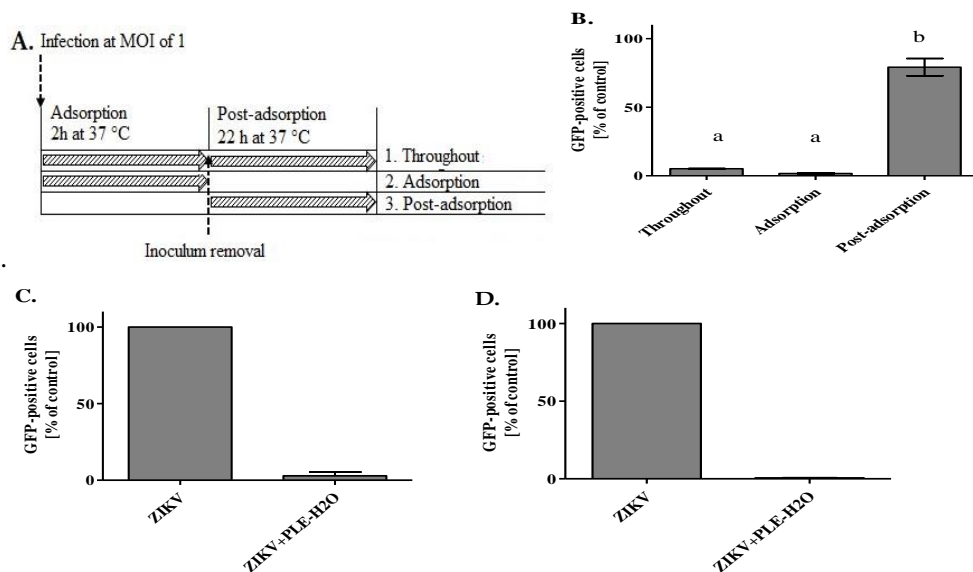 A. Infection at MOI of 1
Adsorption
2h at 37 °C
Post-adsorption
22 h at 37 °C
1. Throughout
2. Adsorption
3. Post-adsorption
Inoculum removal
.
B.
GFP-positive cells
[% of control]
100
50
0
a
a
b
Throughout
Adsorption
Post-adsorption
C.
GFP-positive cells
[% of control]
100
50
0
ZIKV
ZIKV+PLE-H2O
D.
GFP-positive cells
[% of control]
100
50
0
ZIKV
ZIKV+PLE-H2O